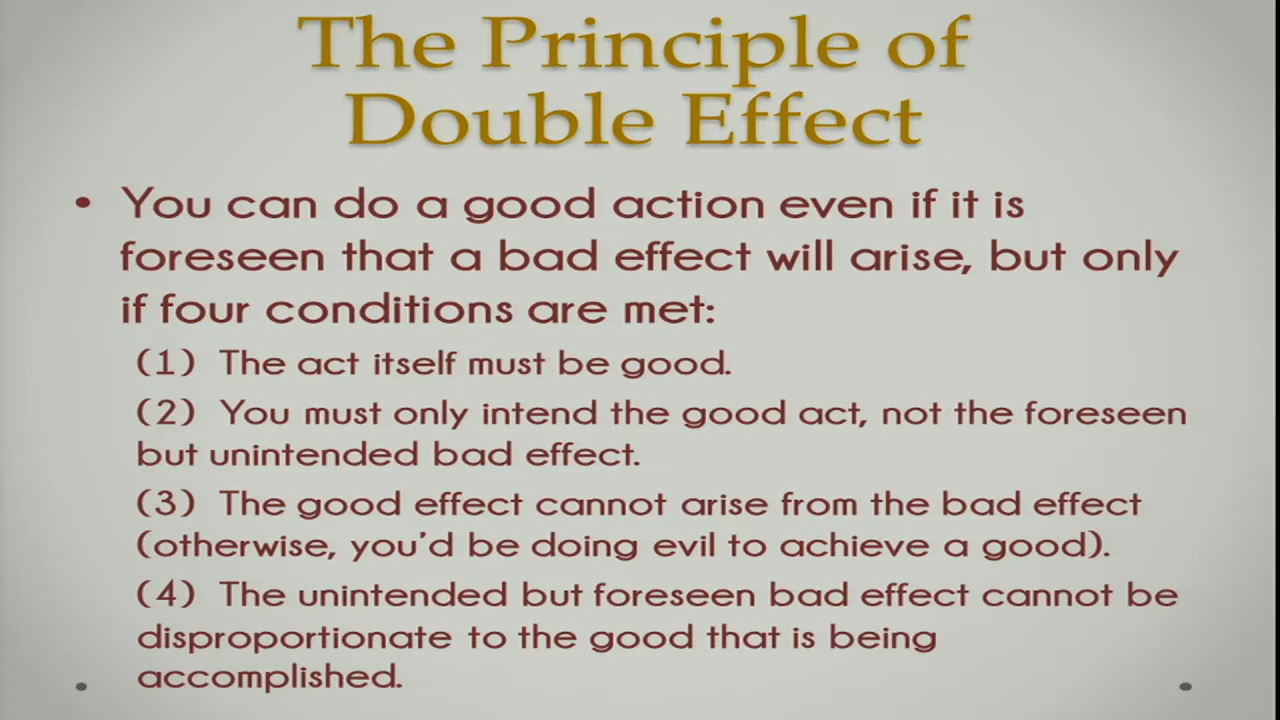 The Principle of
Double Effect
• You can do a good action even if it is
foreseen that a bad effect will arise, but only
if four conditions are met:
(1) The act itself must be good.
(2) You must only intend the good act, not the foreseen
but unintended bad effect.
(3) The good effect cannot arise from the bad effect
(otherwise, you'd be doing evil to achieve a good).
(4) The unintended but foreseen bad effect cannot be
disproportionate to the good that is being
accomplished.